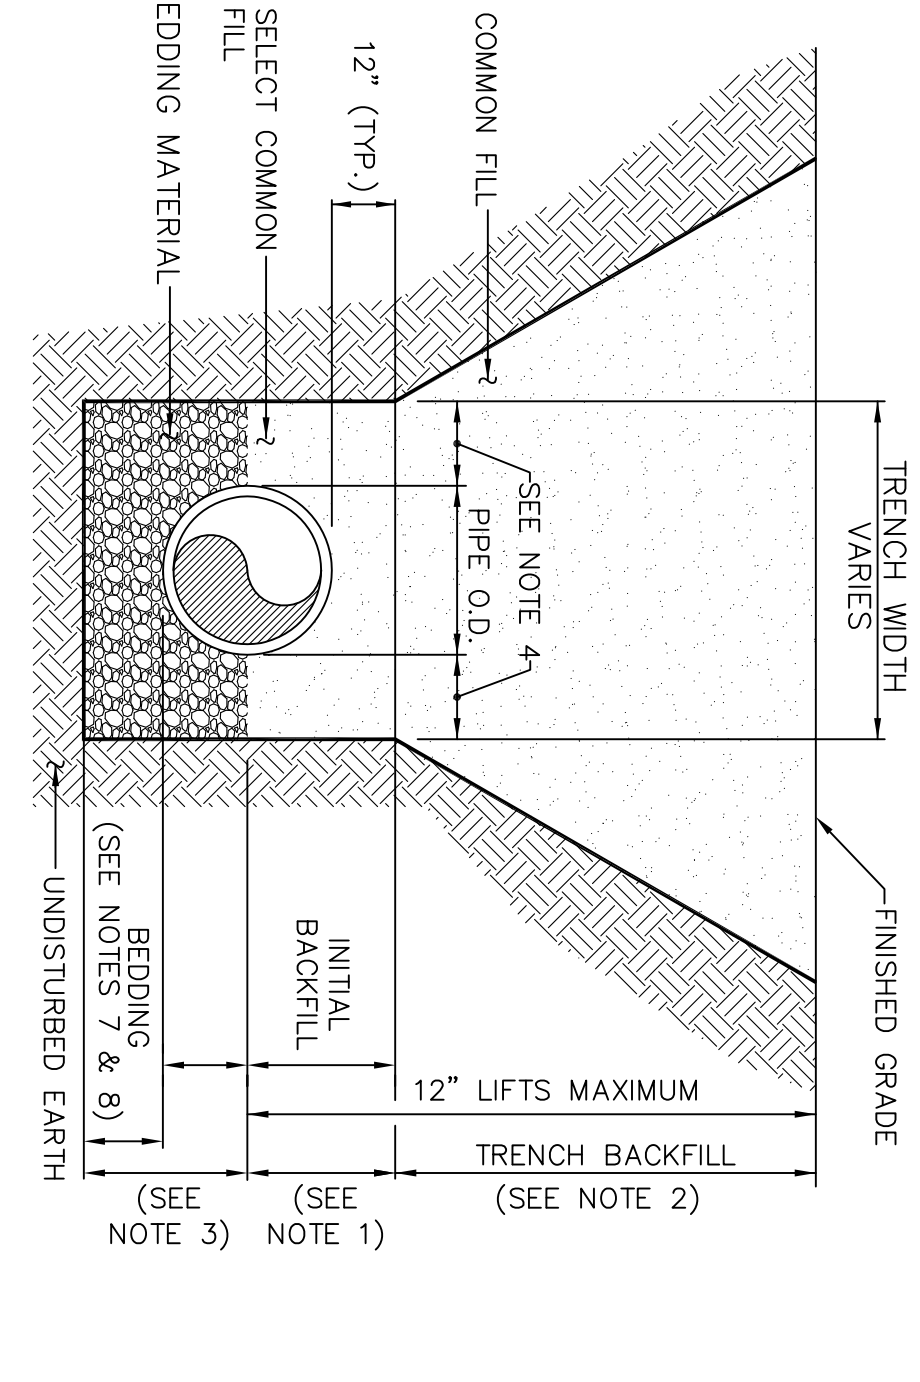 TRENCH WIDTH
VARIES
FINISHED GRADE
COMMON FILL
SEE NOTE 4
PIPE O.D.
12" (TYP.)
SELECT COMMON
FILL
EDDING MATERIAL
INITIAL
BACKFILL
BEDDING
(SEE NOTES 7 & 8)
UNDISTURBED EARTH
12" LIFTS MAXIMUM
TRENCH BACKFILL
(SEE NOTE 2)
(SEE
NOTE 1)
(SEE
NOTE 3)